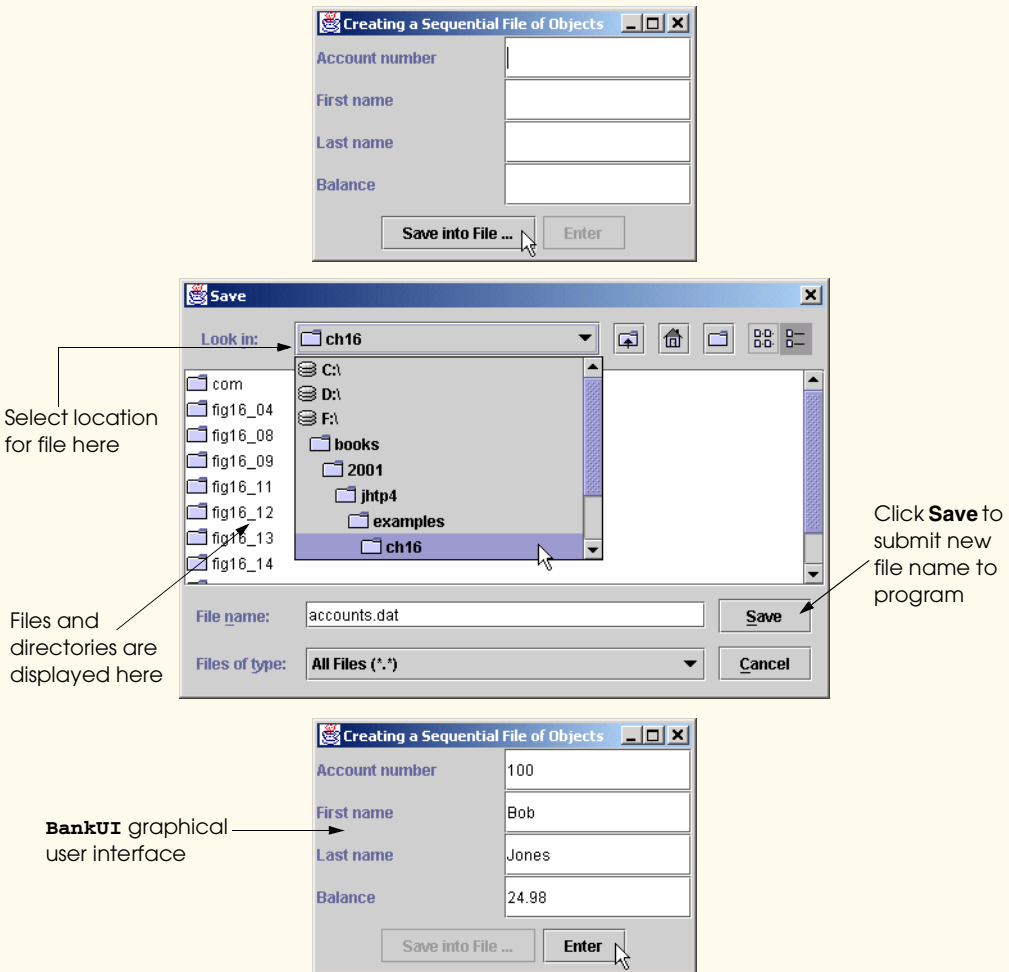 Creating a Sequential File of Objects
Account number
First name
Last name
Balance
Save into File ...
Enter
Save
Look in:
ch16
C:\
D:\
F:\
books
2001
jhtp4
examples
ch16
com
fig16_04
fig16_08
fig16_09
fig16_11
fig16_12
fig16_13
fig16_14
Select location
for file here
Files and
directories are
displayed here
Click Save to
submit new
file name to
program
File name:
accounts.dat
Save
Files of type:
All Files (*.*)
Cancel
Creating a Sequential File of Objects
Account number
100
First name
Bob
Last name
Jones
Balance
24.98
Save into File ...
Enter
BankUI graphical
user interface